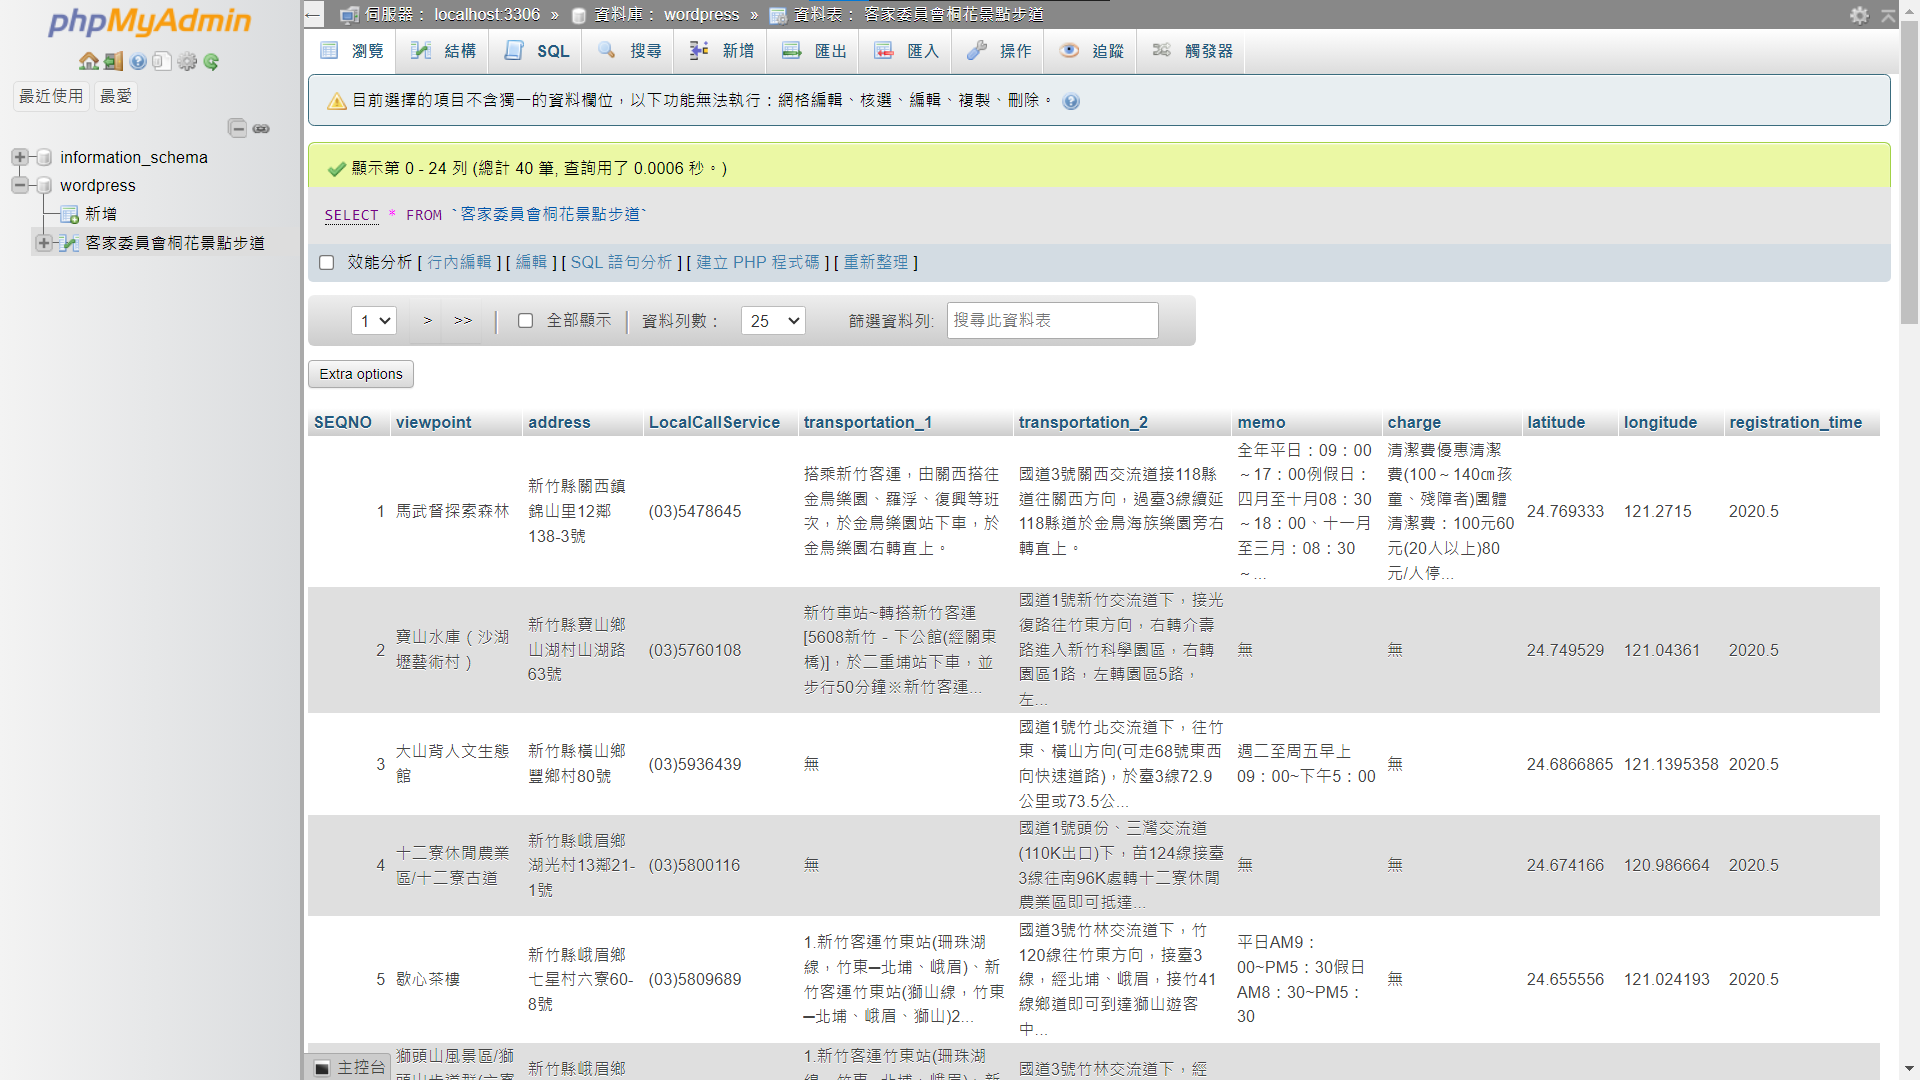 phpMyAdmin
最近使用 最愛
information_schema
wordpress
新增
客家委員會桐花景點步道
← 伺服器： localhost:3306 » 資料庫： wordpress » 資料表： 客家委員會桐花景點步道
瀏覽 結構 SQL 搜尋 新增 匯出 匯入 操作 追蹤 觸發器
目前選擇的項目不含獨一的資料欄位，以下功能無法執行：網格編輯、核選、編輯、複製、刪除。
顯示第 0 - 24 列 (總計 40 筆, 查詢用了 0.0006 秒。)
SELECT * FROM `客家委員會桐花景點步道`
效能分析 [ 行內編輯 ] [ 編輯 ] [ SQL 語句分析 ] [ 建立 PHP 程式碼 ] [ 重新整理 ]
1 > >> | 全部顯示 | 資料列數： 25 篩選資料列: 搜尋此資料表
Extra options
SEQNO viewpoint address LocalCallService transportation_1 transportation_2 memo charge latitude longitude registration_time
1
馬武督探索森林
新竹縣關西鎮
錦山里12鄰
138-3號
(03)5478645
搭乘新竹客運，由關西搭往
金鳥樂園、羅浮、復興等班
次，於金鳥樂園站下車，於
金鳥樂園右轉直上。
國道3號關西交流道接118縣
道往關西方向，過臺3線續延
118縣道於金鳥海族樂園旁右
轉直上。
全年平日：09：00
～17：00例假日：
四月至十月08：30
～18：00、十一月
至三月：08：30
～...
清潔費優惠清潔
費(100～140㎝孩
童、殘障者)團體
清潔費：100元60
元(20人以上)80
元/人停...
24.769333
121.2715
2020.5
2
寶山水庫（沙湖
壢藝術村）
新竹縣寶山鄉
山湖村山湖路
63號
(03)5760108
新竹車站~轉搭新竹客運
[5608新竹－下公館(經關東
橋)]，於二重埔站下車，並
步行50分鐘※新竹客運...
國道1號新竹交流道下，接光
復路往竹東方向，右轉介壽
路進入新竹科學園區，右轉
園區1路，左轉園區5路，
左...
無
無
24.749529
121.04361
2020.5
3
大山背人文生態
館
新竹縣橫山鄉
豐鄉村80號
(03)5936439
無
國道1號竹北交流道下，往竹
東、橫山方向(可走68號東西
向快速道路)，於臺3線72.9
公里或73.5公...
週二至周五早上
09：00~下午5：00
無
24.6866865
121.1395358
2020.5
4
十二寮休閒農業
區/十二寮古道
新竹縣峨眉鄉
湖光村13鄰21-
1號
(03)5800116
無
國道1號頭份、三灣交流道
(110K出口)下，苗124線接臺
3線往南96K處轉十二寮休閒
農業區即可抵達...
無
無
24.674166
120.986664
2020.5
5
歇心茶樓
新竹縣峨眉鄉
七星村六寮60-
8號
(03)5809689
1.新竹客運竹東站(珊珠湖
線，竹東─北埔、峨眉)、新
竹客運竹東站(獅山線，竹東
─北埔、峨眉、獅山)2...
國道3號竹林交流道下，竹
120線往竹東方向，接臺3
線，經北埔、峨眉，接竹41
線鄉道即可到達獅山遊客
中...
平日AM9：
00~PM5：30假日
AM8：30~PM5：
30
無
24.655556
121.024193
2020.5
獅頭山風景區/獅
新竹縣峨眉鄉
1.新竹客運竹東站(珊珠湖
國道3號竹林交流道下，經
主控台